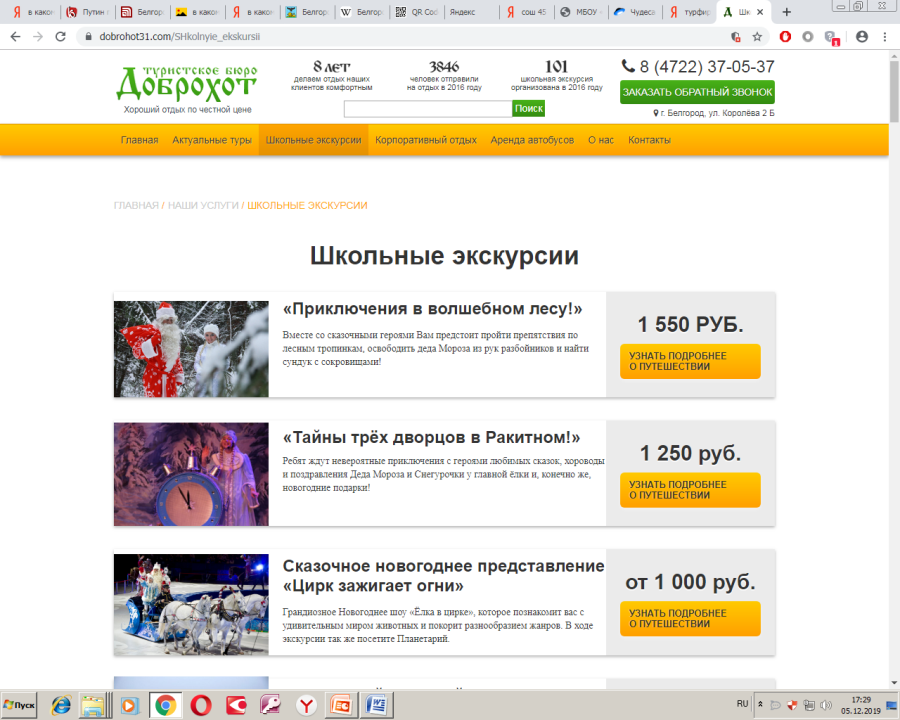 в како
Путин
Белгор
в како
в како
Белгор
Белгор
QR Cod
Яндекс
сош 45
МБОУ
Чудесе
турфир
Шк
dobrohot31.com/SHkolnyie_ekskursii
туристское бюро
Доброхот
Хороший отдых по честной цене
8 лет
делаем отдых наших
клиентов комфортным
3846
человек отправили
на отдых в 2016 году
101
школьная экскурсия
организована в 2016 году
Поиск
8 (4722) 37-05-37
ЗАКАЗАТЬ ОБРАТНЫЙ ЗВОНОК
г. Белгород, ул. Королёва 2 Б
Главная Актуальные туры Школьные экскурсии Корпоративный отдых Аренда автобусов О нас Контакты
ГЛАВНАЯ / НАШИ УСЛУГИ / ШКОЛЬНЫЕ ЭКСКУРСИИ
Школьные экскурсии
«Приключения в волшебном лесу!»
Вместе со сказочными героями Вам предстоит пройти препятствия по
лесным тропинкам, освободить деда Мороза из рук разбойников и найти
сундук с сокровищами!
1 550 РУБ.
УЗНАТЬ ПОДРОБНЕЕ
О ПУТЕШЕСТВИИ
«Тайны трёх дворцов в Ракитном!»
Ребят ждут невероятные приключения с героями любимых сказок, хороводы
и поздравления Деда Мороза и Снегурочки у главной ёлки и, конечно же,
новогодние подарки!
1 250 руб.
УЗНАТЬ ПОДРОБНЕЕ
О ПУТЕШЕСТВИИ
Сказочное новогоднее представление
«Цирк зажигает огни»
Грандиозное Новогоднее шоу «Ёлка в цирке», которое познакомит вас с
удивительным миром животных и покорит разнообразием жанров. В ходе
экскурсии так же посетите Планетарий.
от 1 000 руб.
УЗНАТЬ ПОДРОБНЕЕ
О ПУТЕШЕСТВИИ
Пуск
RU
17:29
05.12.2019